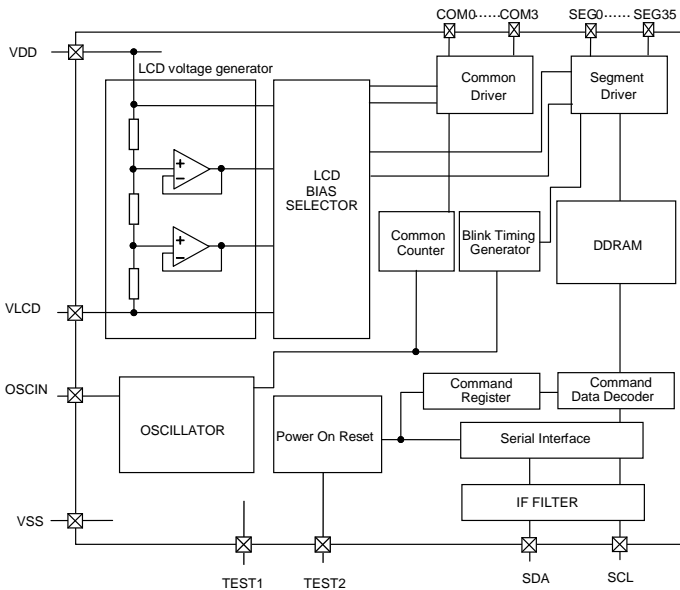 COM0······ COM3
SEG0······ SEG35
VDD
LCD voltage generator
Common
Driver
Segment
Driver
+
−
LCD
BIAS
SELECTOR
+
−
Common
Counter
Blink Timing
Generator
DDRAM
VLCD
OSCIN
OSCILLATOR
Power On Reset
Command
Register
Command
Data Decoder
Serial Interface
IF FILTER
VSS
TEST1
TEST2
SDA
SCL